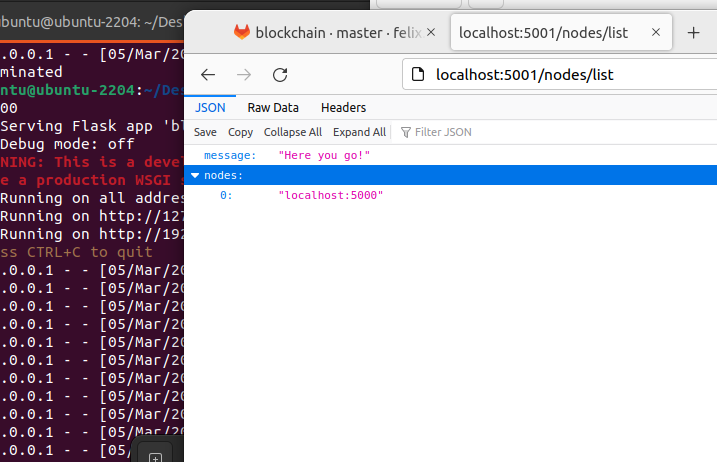 ubuntu@ubuntu-2204: ~/Des
.0.0.1 - - [05/Mar/20
minated
ntu@ubuntu-2204:~/Des
00
Serving Flask app 'bl
Debug mode: off
NING: This is a deve
e a production WSGI s
Running on all addres
Running on http://127
Running on http://192
ss CTRL+C to quit
.0.0.1 - - [05/Mar/20
.0.0.1 - - [05/Mar/20
.0.0.1 - - [05/Mar/20
.0.0.1 - - [05/Mar/20
.0.0.1 - - [05/Mar/20
.0.0.1 - - [05/Mar/20
.0.0.1 - - [05/Mar/20
.0.0.1 - - [05/Mar/20
.0.0.1 - - [05/Mar/20
.0.0.1 - - [05/Mar/20
.0.0.1 - - [05/
blockchain · master · felix
localhost:5001/nodes/list
localhost:5001/nodes/list
JSON Raw Data Headers
Save Copy Collapse All Expand All Filter JSON
message: "Here you go!"
nodes:
0: "localhost:5000"